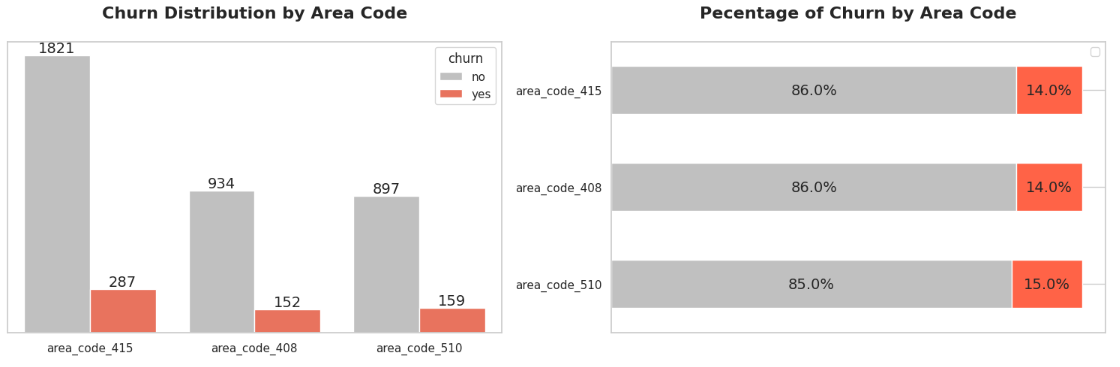 Churn Distribution by Area Code
1821
934
897
287
152
159
churn
no
yes
area_code_415
area_code_408
area_code_510
Pecentage of Churn by Area Code
area_code_415
86.0%
14.0%
area_code_408
86.0%
14.0%
area_code_510
85.0%
15.0%